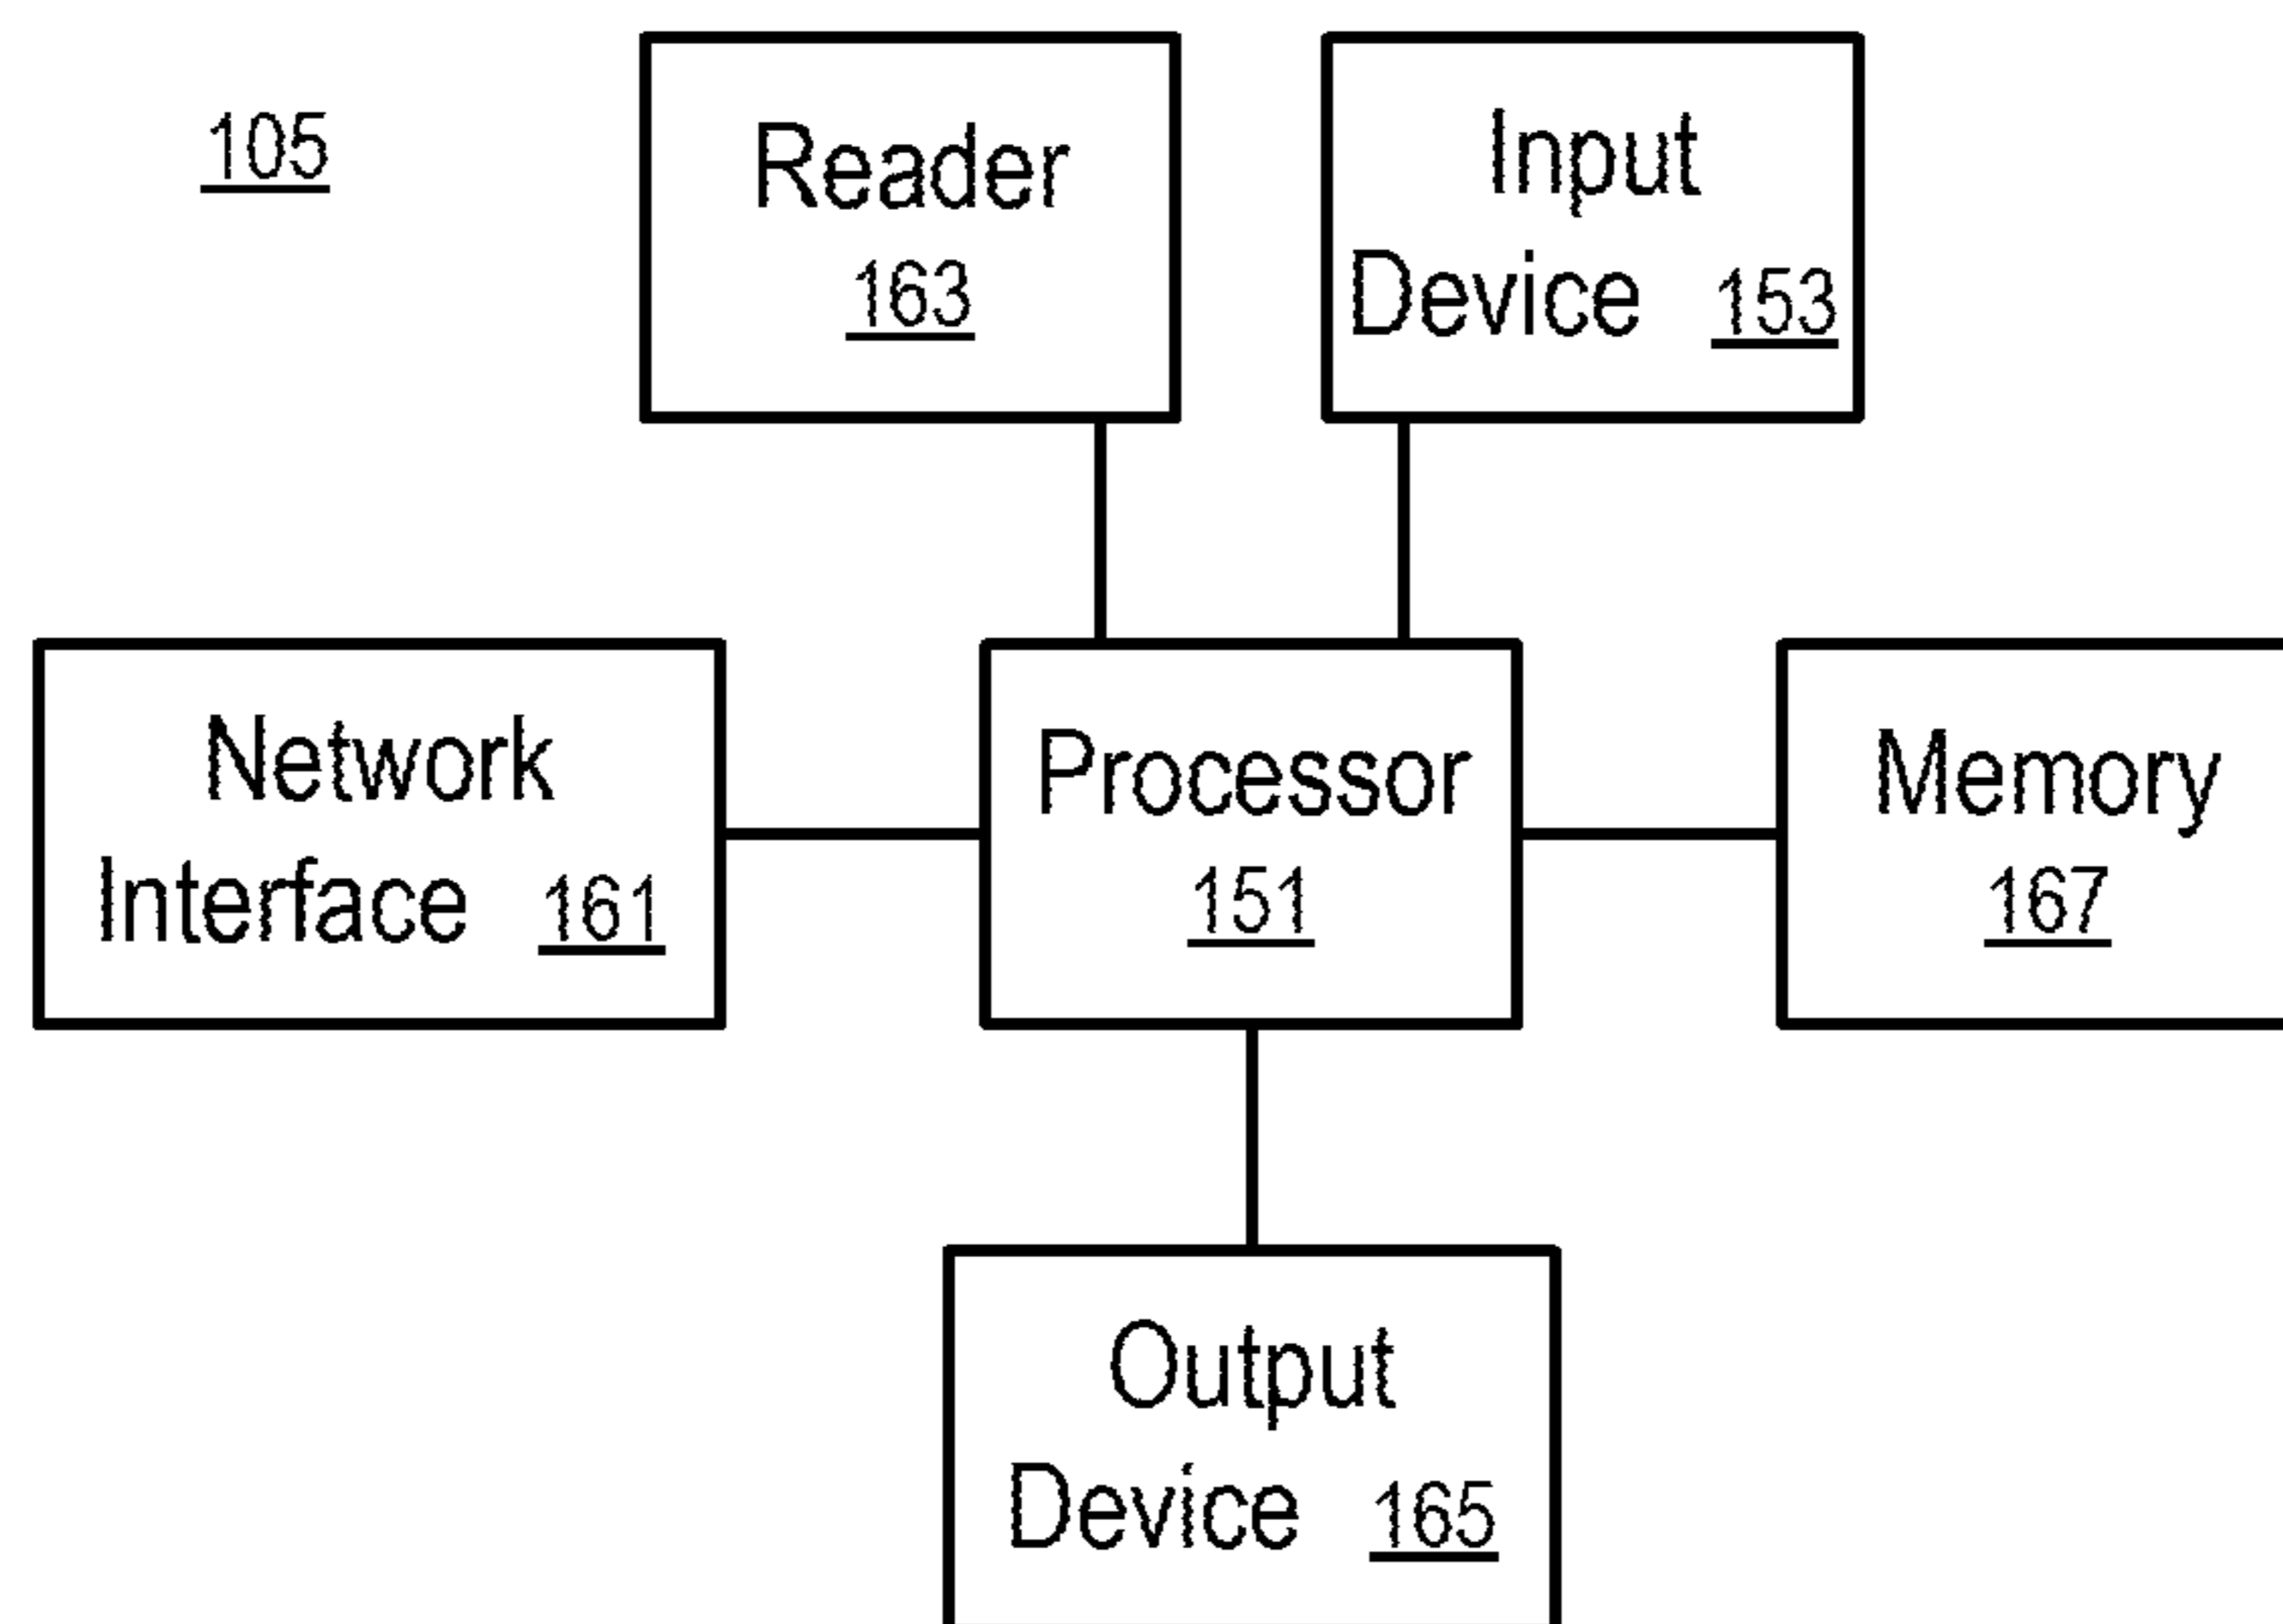 105
Reader
163
Input
Device 153
Network
Interface 161
Processor
151
Memory
167
Output
Device 165